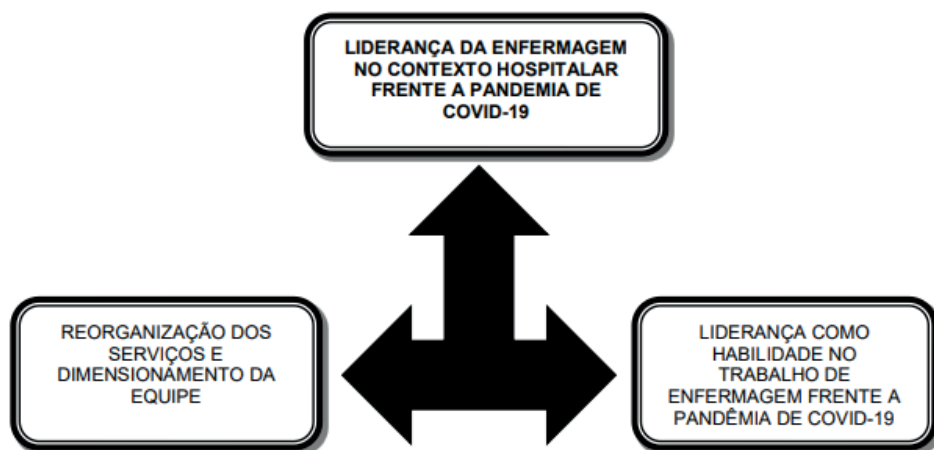 LIDERANÇA DA ENFERMAGEM
NO CONTEXTO HOSPITALAR
FRENTE A PANDEMIA DE
COVID-19
REORGANIZAÇÃO DOS
SERVIÇOS E
DIMENSIONAMENTO DA
EQUIPE
LIDERANÇA COMO
HABILIDADE NO
TRABALHO DE
ENFERMAGEM FRENTE A
PANDÊMIA DE COVID-19